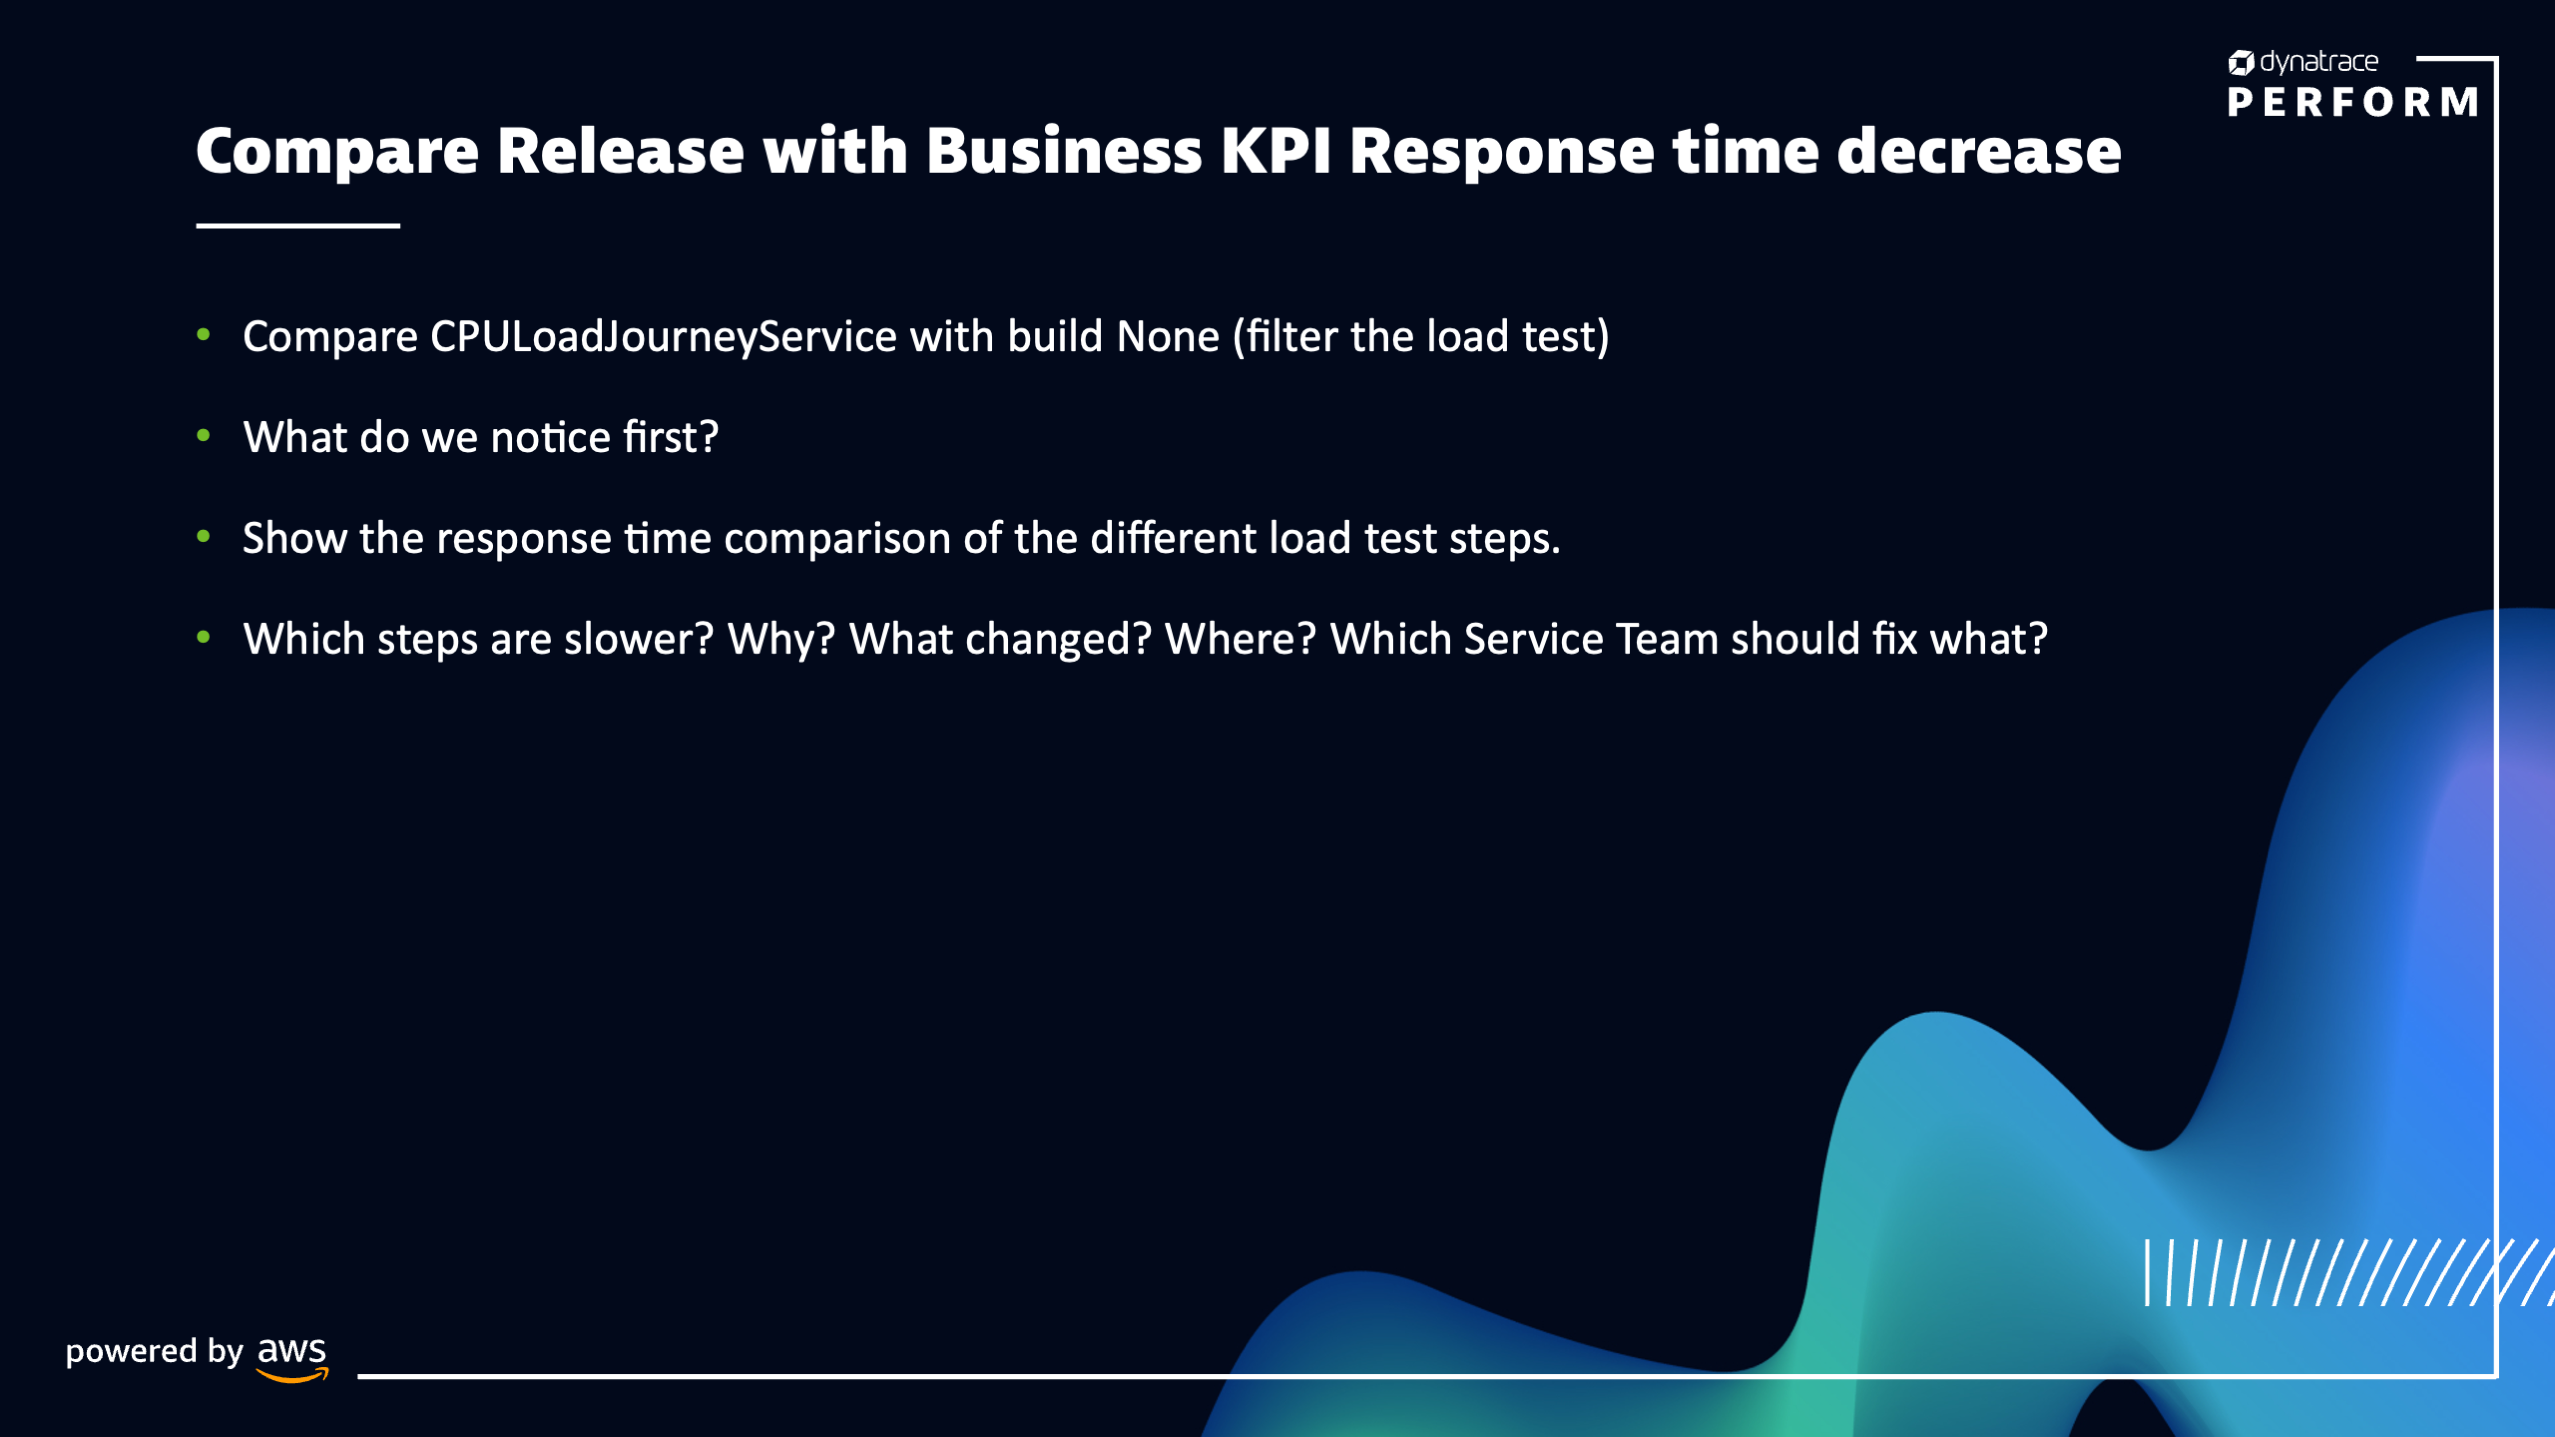 dynatrace
PERFORM
Compare Release with Business KPI Response time decrease
• Compare CPULoadJourneyService with build None (filter the load test)
• What do we notice first?
• Show the response time comparison of the different load test steps.
• Which steps are slower? Why? What changed? Where? Which Service Team should fix what?
powered by aws